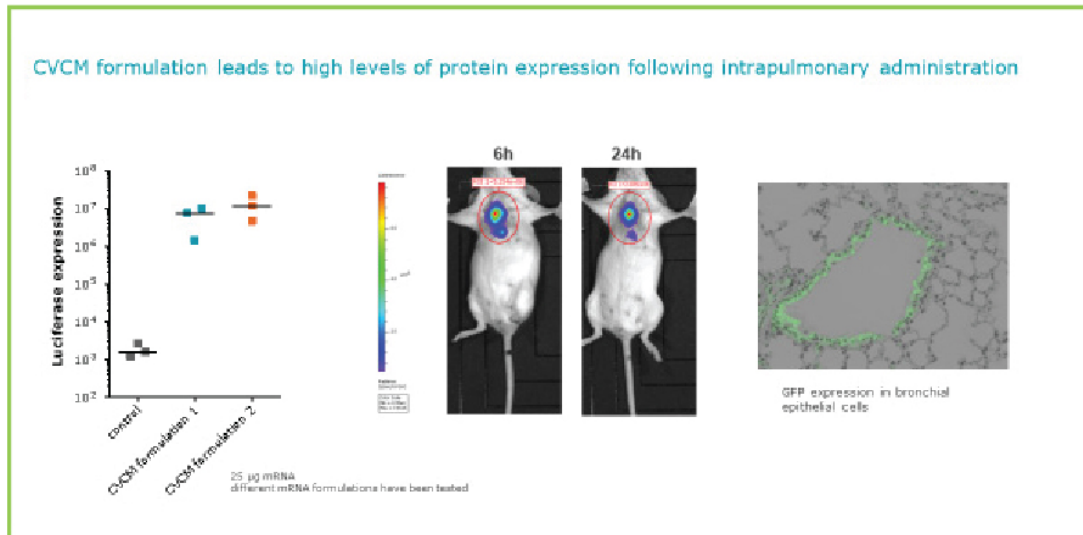 CVCM formulation leads to high levels of protein expression following intrapulmonary administration
6h
24h
10⁸
10⁷
10⁶
10⁵
10⁴
10³
10²
Luciferase expression
control
CVCM formulation 1
CVCM formulation 2
25 µg mRNA
different mRNA formulations have been tested
GFP expression in bronchial
epithelial cells